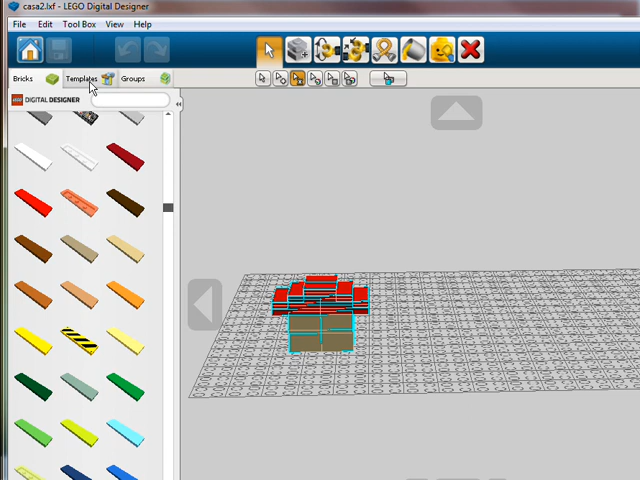 casa2.lxf - LEGO Digital Designer
File Edit Tool Box View Help
Bricks Templates Groups
LEGO DIGITAL DESIGNER